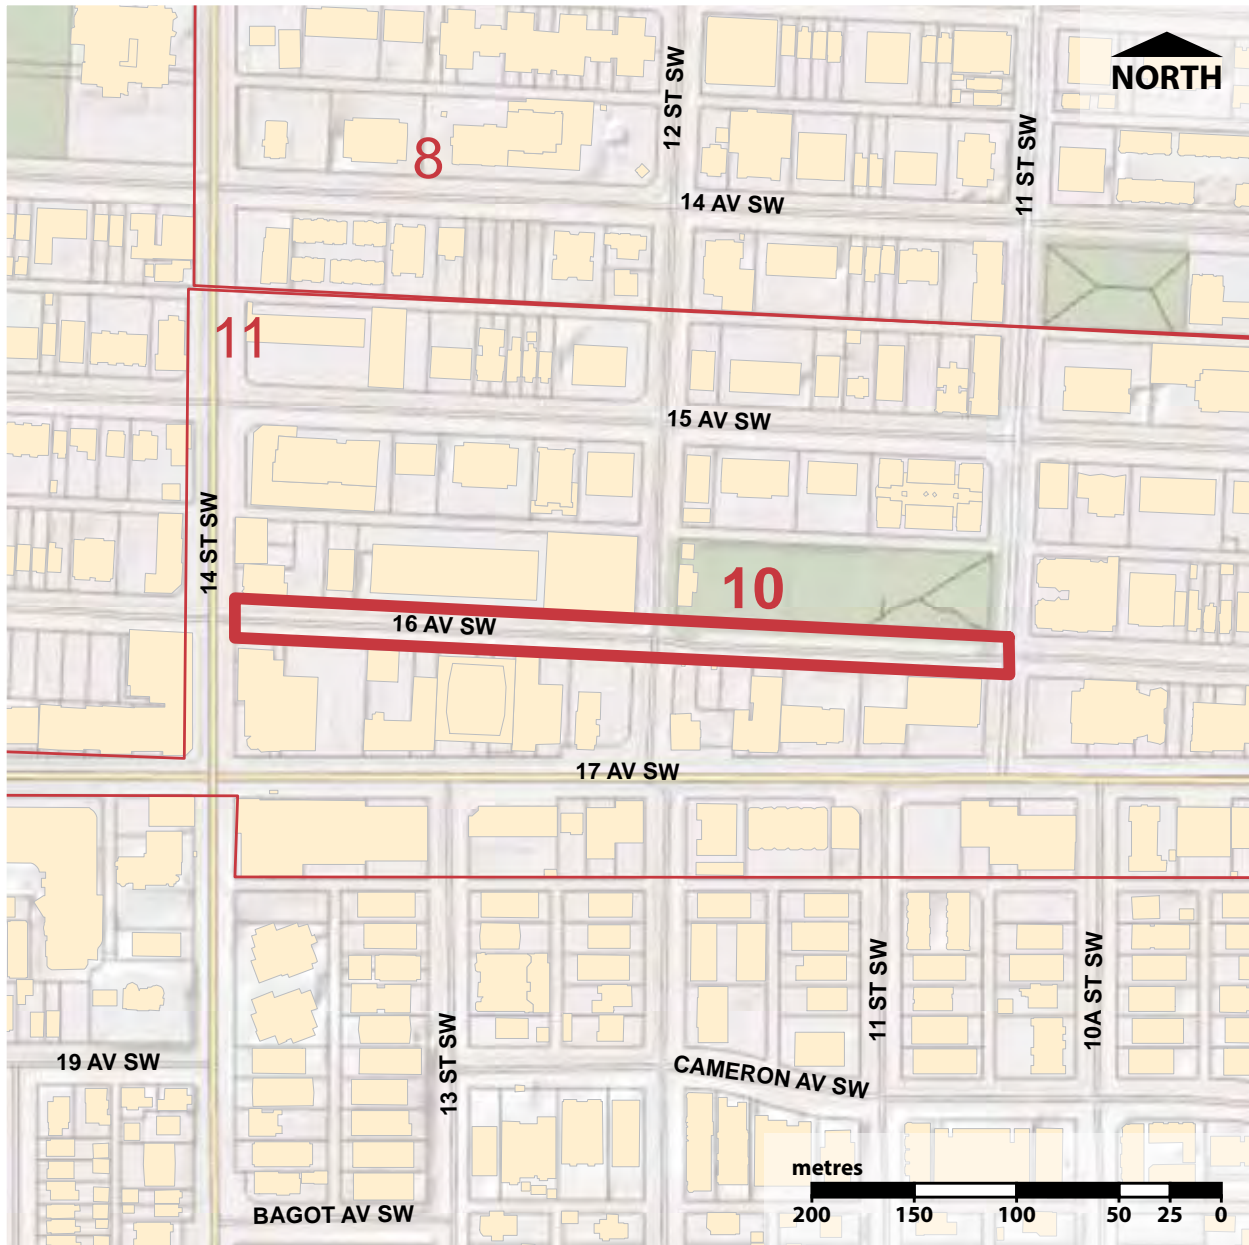 12 ST SW
NORTH
11 ST SW
8
14 AV SW
11
15 AV SW
14 ST SW
10
16 AV SW
17 AV SW
11 ST SW
10A ST SW
13 ST SW
19 AV SW
CAMERON AV SW
metres
200 150 100 50 25 0
BAGOT AV SW